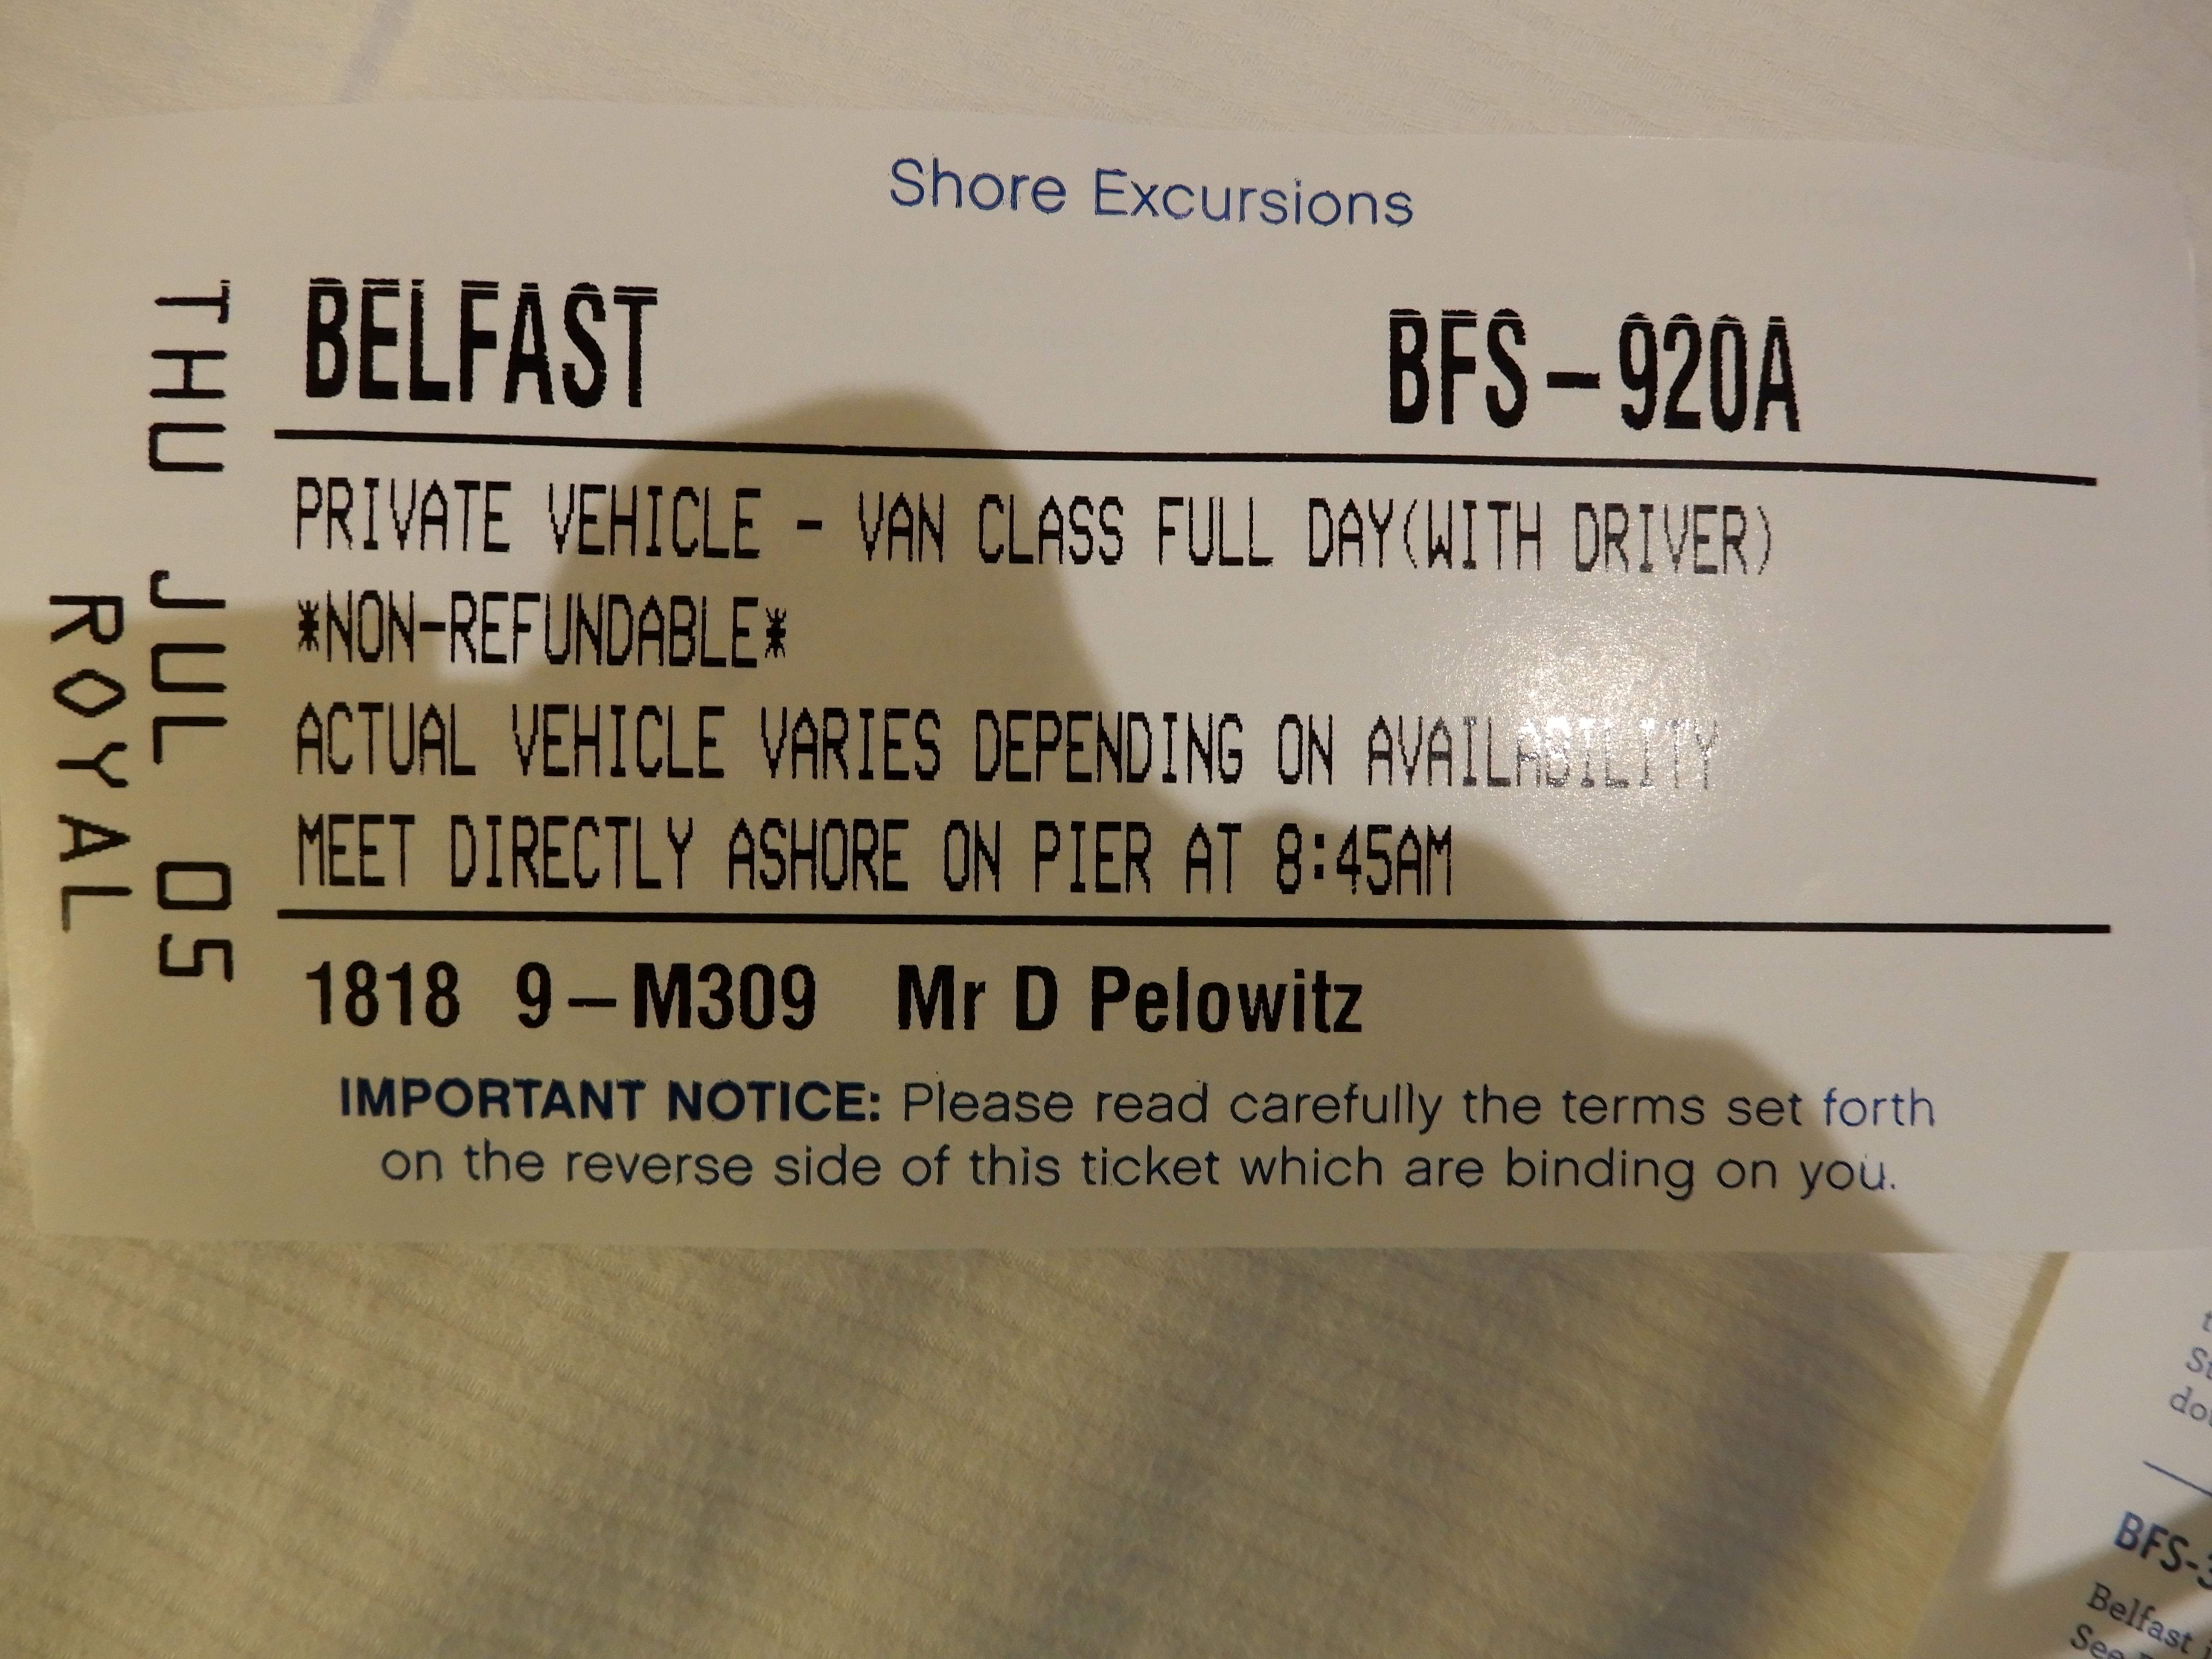 Shore Excursions
THU JUL 05
ROYAL
BELFAST BFS-920A
PRIVATE VEHICLE - VAN CLASS FULL DAY(WITH DRIVER)
*NON-REFUNDABLE*
ACTUAL VEHICLE VARIES DEPENDING ON AVAILABILITY
MEET DIRECTLY ASHORE ON PIER AT 8:45AM
1818 9-M309 Mr D Pelowitz
IMPORTANT NOTICE: Please read carefully the terms set forth
on the reverse side of this ticket which are binding on you.
BFS-
Belfast
See